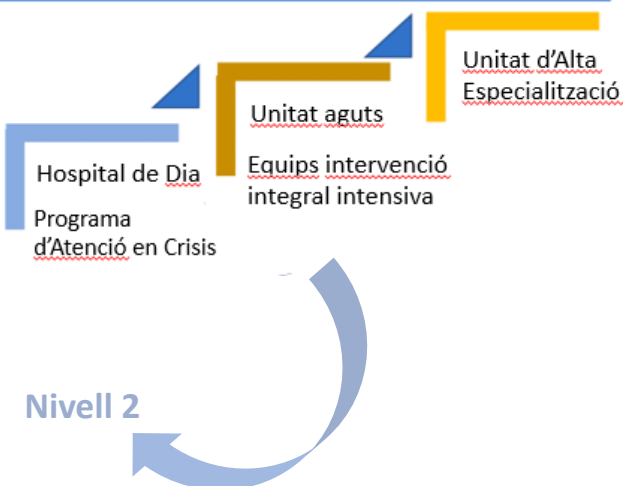 Hospital de Dia
Programa
d'Atenció en Crisis
Unitat aguts
Equips intervenció
integral intensiva
Unitat d'Alta
Especialització
Nivell 2